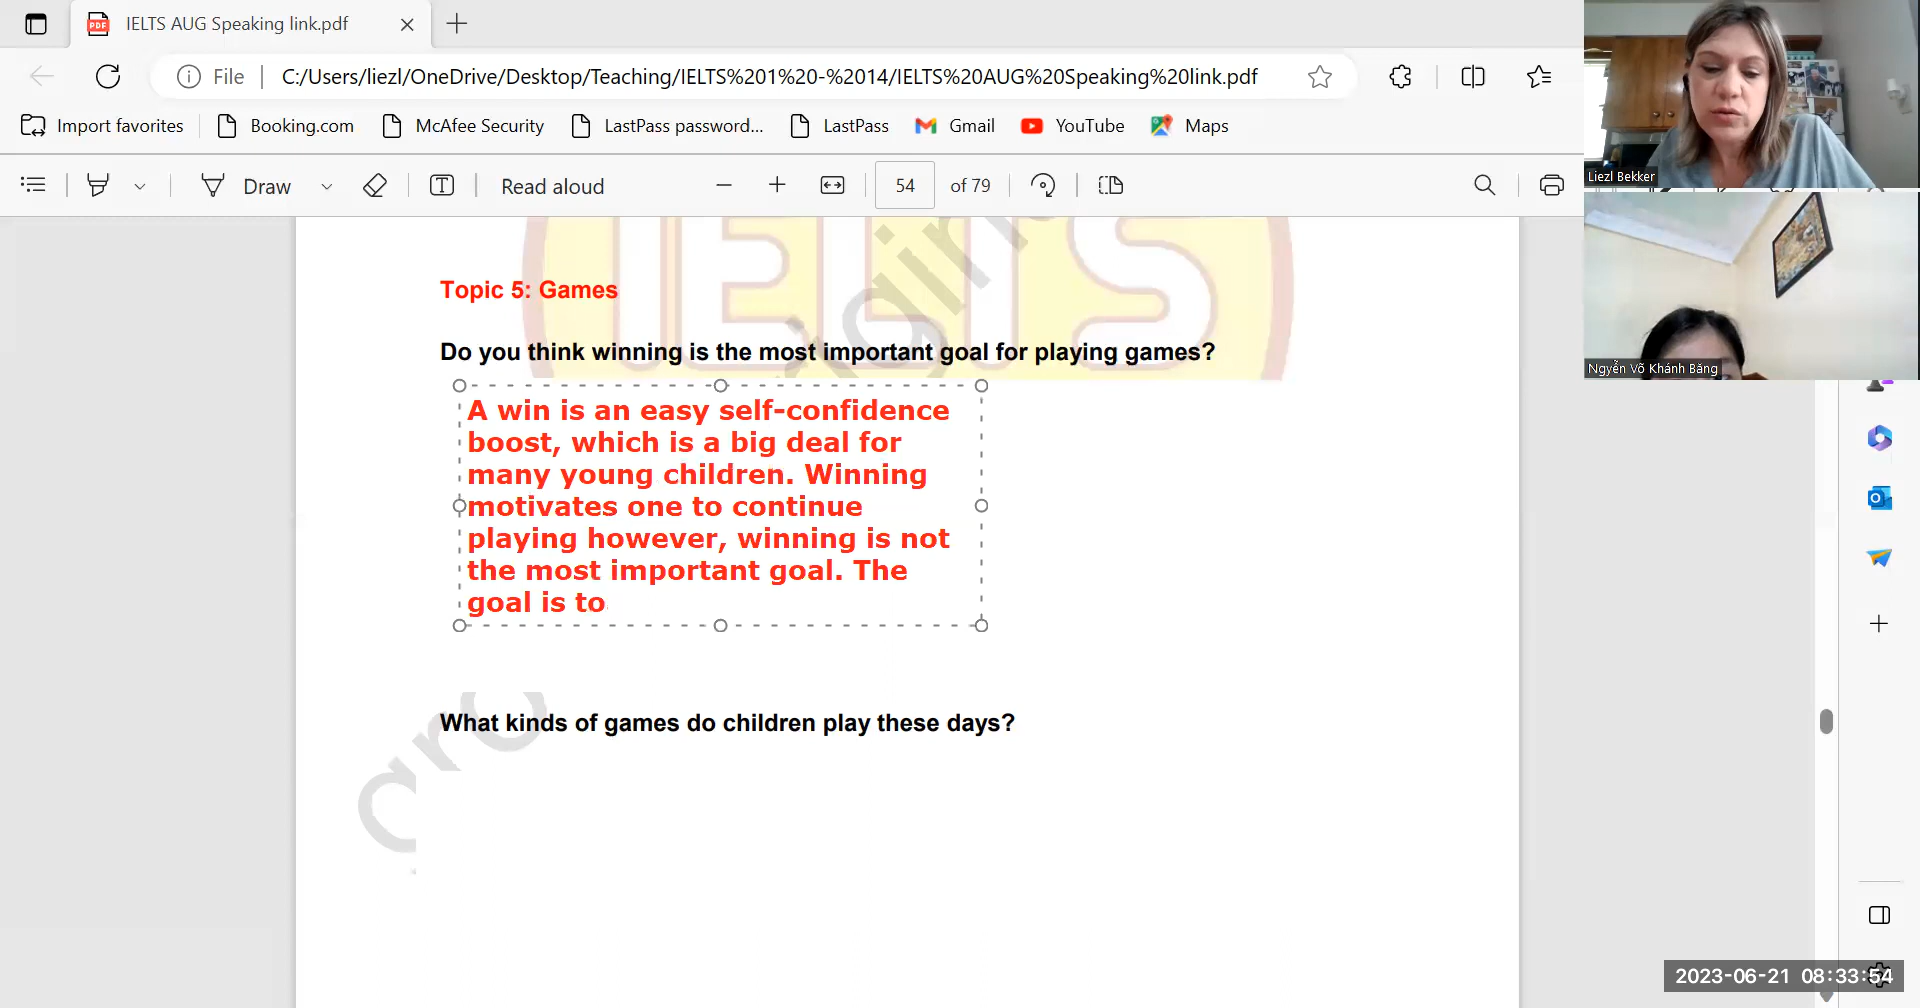 IELTS AUG Speaking link.pdf
File
C:/Users/liezl/OneDrive/Desktop/Teaching/IELTS%201%20-%2014/IELTS%20AUG%20Speaking%20link.pdf
Import favorites
Booking.com
McAfee Security
LastPass password...
LastPass
Gmail
YouTube
Maps
Draw
Read aloud
54
of 79
Liezl Bekker
Ngyễn Võ Khánh Băng
IELTS
Topic 5: Games
Do you think winning is the most important goal for playing games?
A win is an easy self-confidence
boost, which is a big deal for
many young children. Winning
motivates one to continue
playing however, winning is not
the most important goal. The
goal is to
What kinds of games do children play these days?
2023-06-21 08:33:54